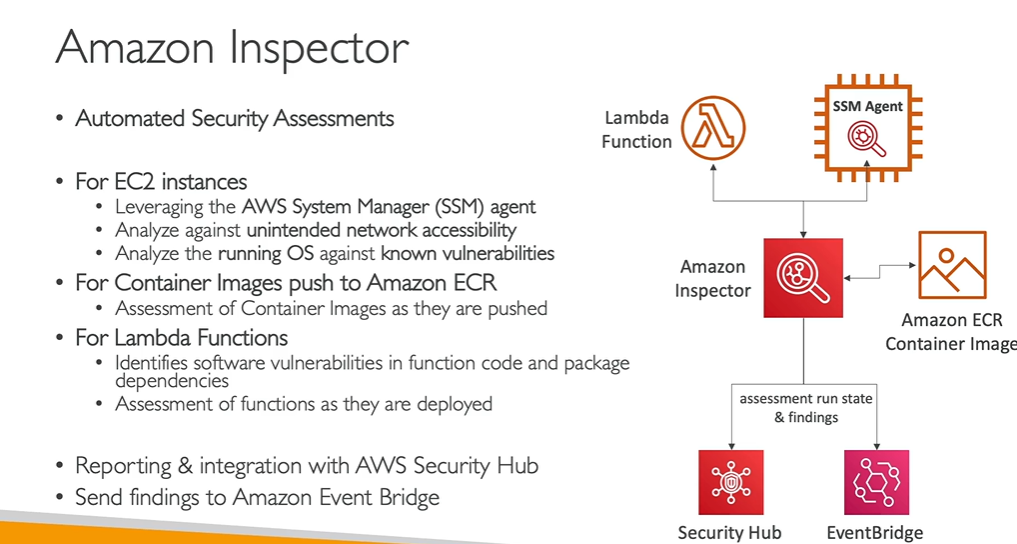 Amazon Inspector
• Automated Security Assessments
• For EC2 instances
• Leveraging the AWS System Manager (SSM) agent
• Analyze against unintended network accessibility
• Analyze the running OS against known vulnerabilities
• For Container Images push to Amazon ECR
• Assessment of Container Images as they are pushed
• For Lambda Functions
• Identifies software vulnerabilities in function code and package
dependencies
• Assessment of functions as they are deployed
• Reporting & integration with AWS Security Hub
• Send findings to Amazon Event Bridge
Lambda
Function
SSM Agent
Amazon
Inspector
Amazon ECR
Container Image
assessment run state
& findings
Security Hub
EventBridge